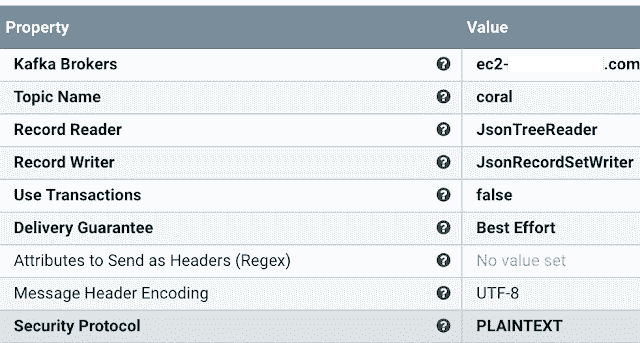 Property Value
Kafka Brokers ec2- .com
Topic Name coral
Record Reader JsonTreeReader
Record Writer JsonRecordSetWriter
Use Transactions false
Delivery Guarantee Best Effort
Attributes to Send as Headers (Regex) No value set
Message Header Encoding UTF-8
Security Protocol PLAINTEXT